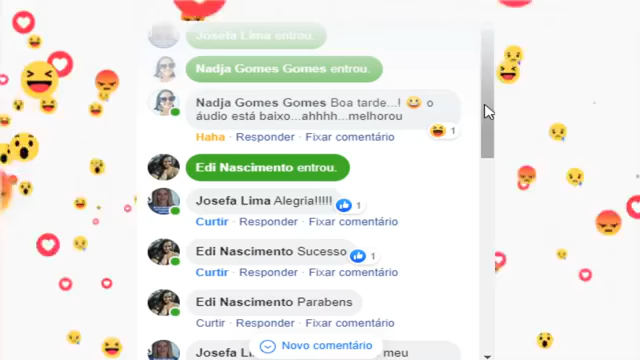 Josefa Lima entrou.
Nadja Gomes Gomes entrou.
Nadja Gomes Gomes Boa tarde...! o
áudio está baixo...ahhhh...melhorou
1
Haha · Responder · Fixar comentário
Edi Nascimento entrou.
Josefa Lima Alegria!!!!!
1
Curtir · Responder · Fixar comentário
Edi Nascimento Sucesso
1
Curtir · Responder · Fixar comentário
Edi Nascimento Parabens
Curtir · Responder · Fixar comentário
Novo comentário
Josefa meu